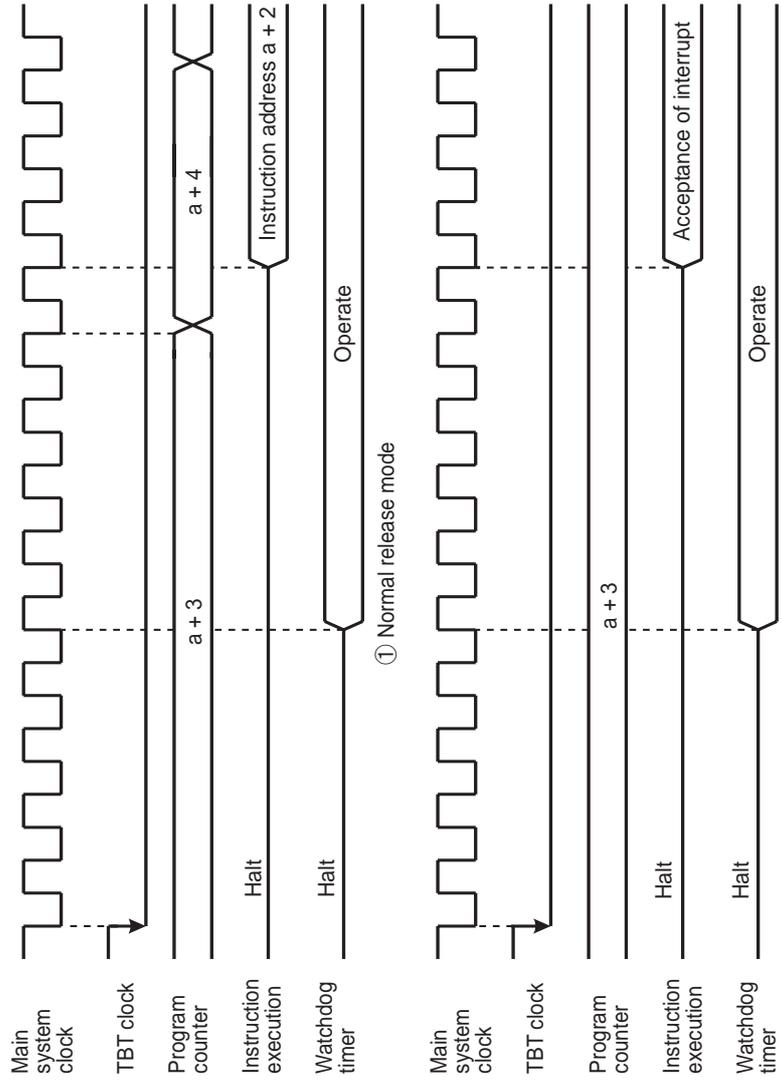 Main
system
clock
TBT clock
Program
counter
a + 3
a + 4
Instruction
execution
Halt
Instruction address a + 2
Watchdog
timer
Halt
Operate
① Normal release mode
Main
system
clock
TBT clock
Program
counter
a + 3
Instruction
execution
Halt
Acceptance of interrupt
Watchdog
timer
Halt
Operate